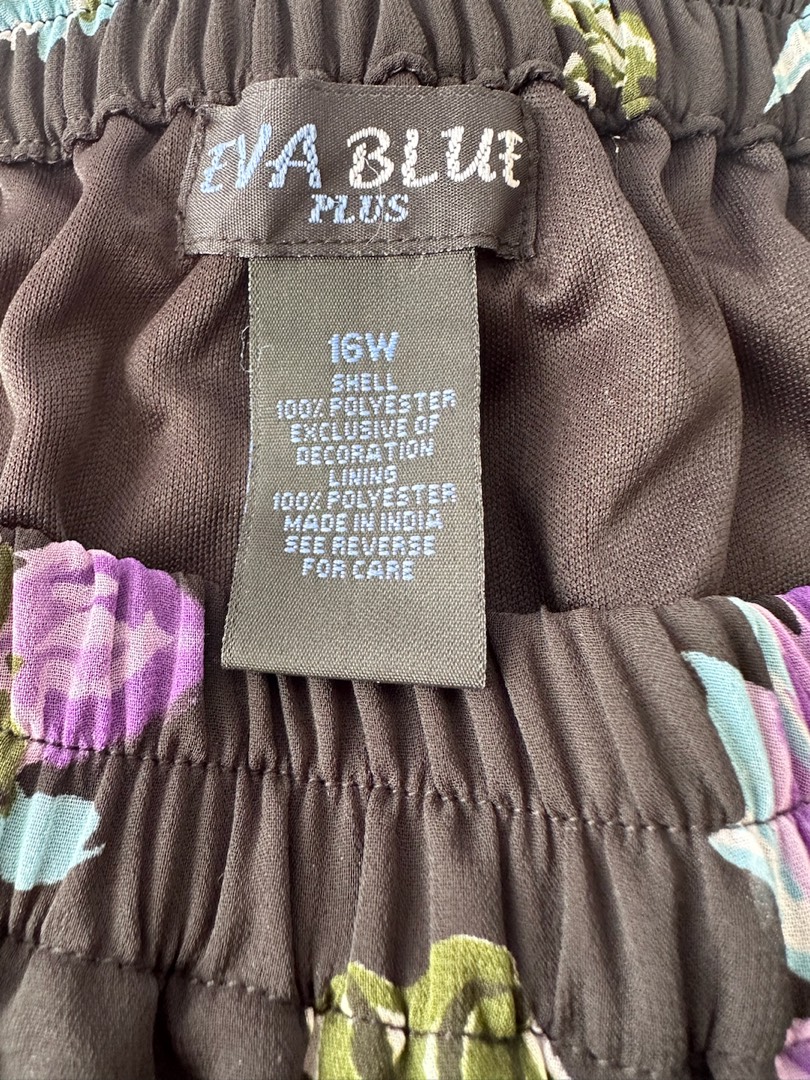 EVA BLUE
PLUS
16W
SHELL
100% POLYESTER
EXCLUSIVE OF
DECORATION
LINING
100% POLYESTER
MADE IN INDIA
SEE REVERSE
FOR CARE